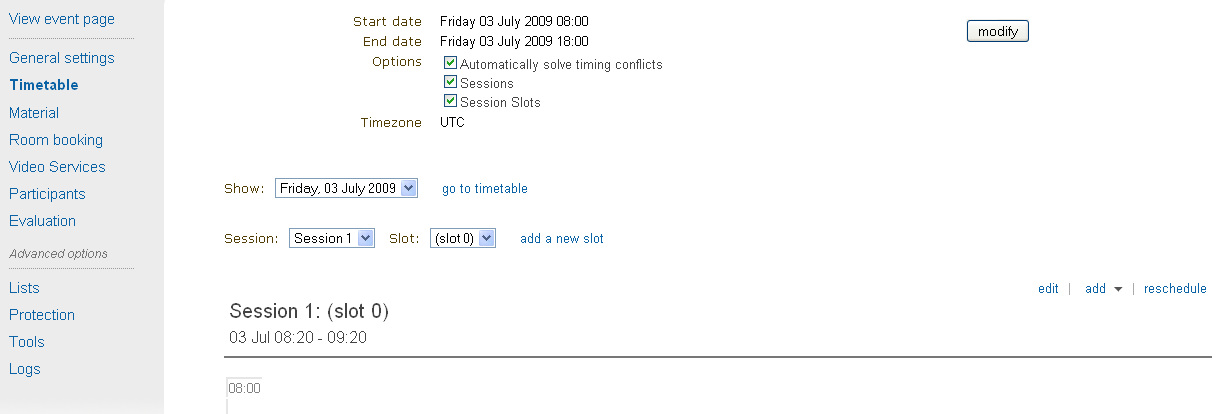 View event page
General settings
Timetable
Material
Room booking
Video Services
Participants
Evaluation
Advanced options
Lists
Protection
Tools
Logs
Start date Friday 03 July 2009 08:00
modify
End date Friday 03 July 2009 18:00
Options Automatically solve timing conflicts
Sessions
Session Slots
Timezone UTC
Show: Friday, 03 July 2009 go to timetable
Session: Session 1 Slot: (slot 0) add a new slot
edit | add | reschedule
Session 1: (slot 0)
03 Jul 08:20 - 09:20
08:00